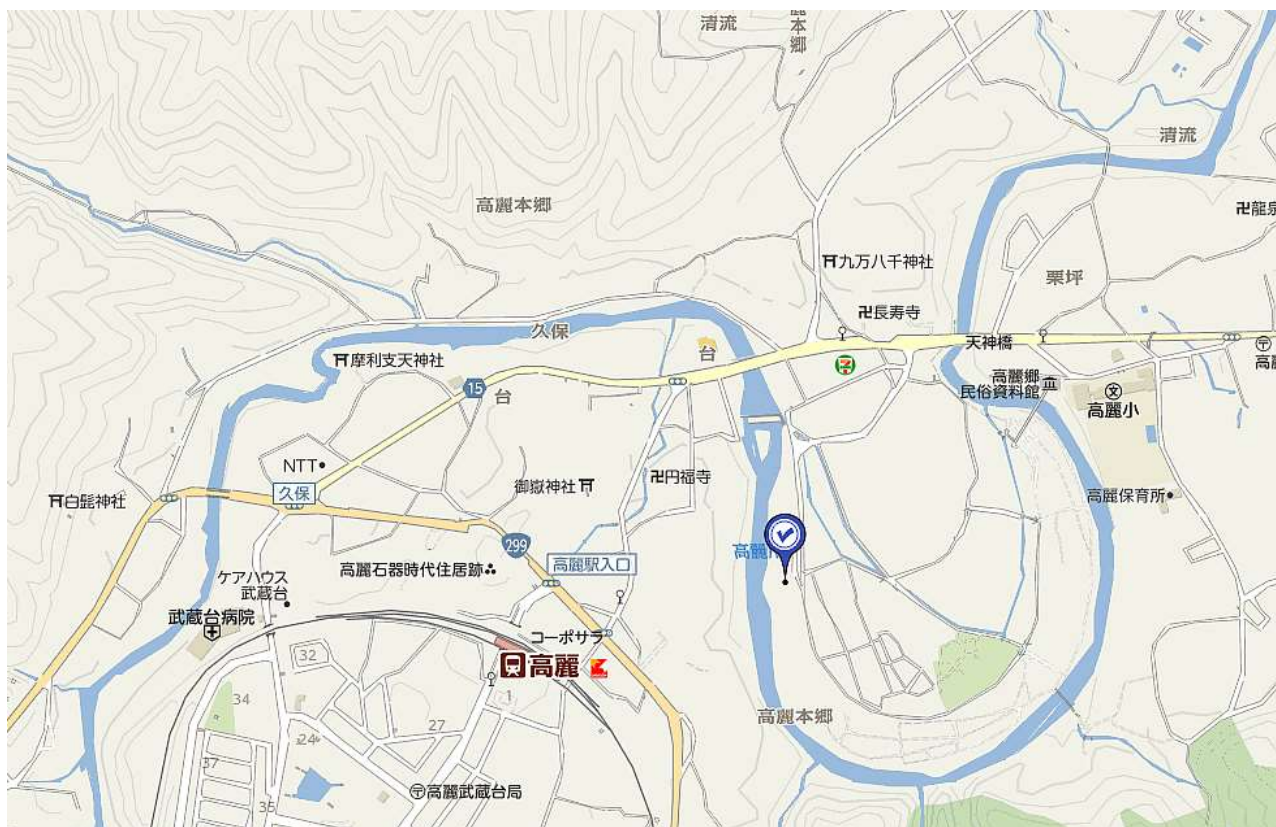 清流
麗本郷
清流
卍龍泉
高麗本郷
九万八千神社
栗坪
卍長寿寺
久保
台
天神橋
高麗
摩利支天神社
15
台
高麗郷
民俗資料館
文
高麗小
7
NTT
御嶽神社
卍円福寺
久保
白髭神社
高麗保育所
299
高麗
高麗石器時代住居跡
高麗駅入口
ケアハウス
武蔵台
武蔵台病院
コーポサラ
32
高麗
34
1
27
高麗本郷
24
37
高麗武蔵台局
35